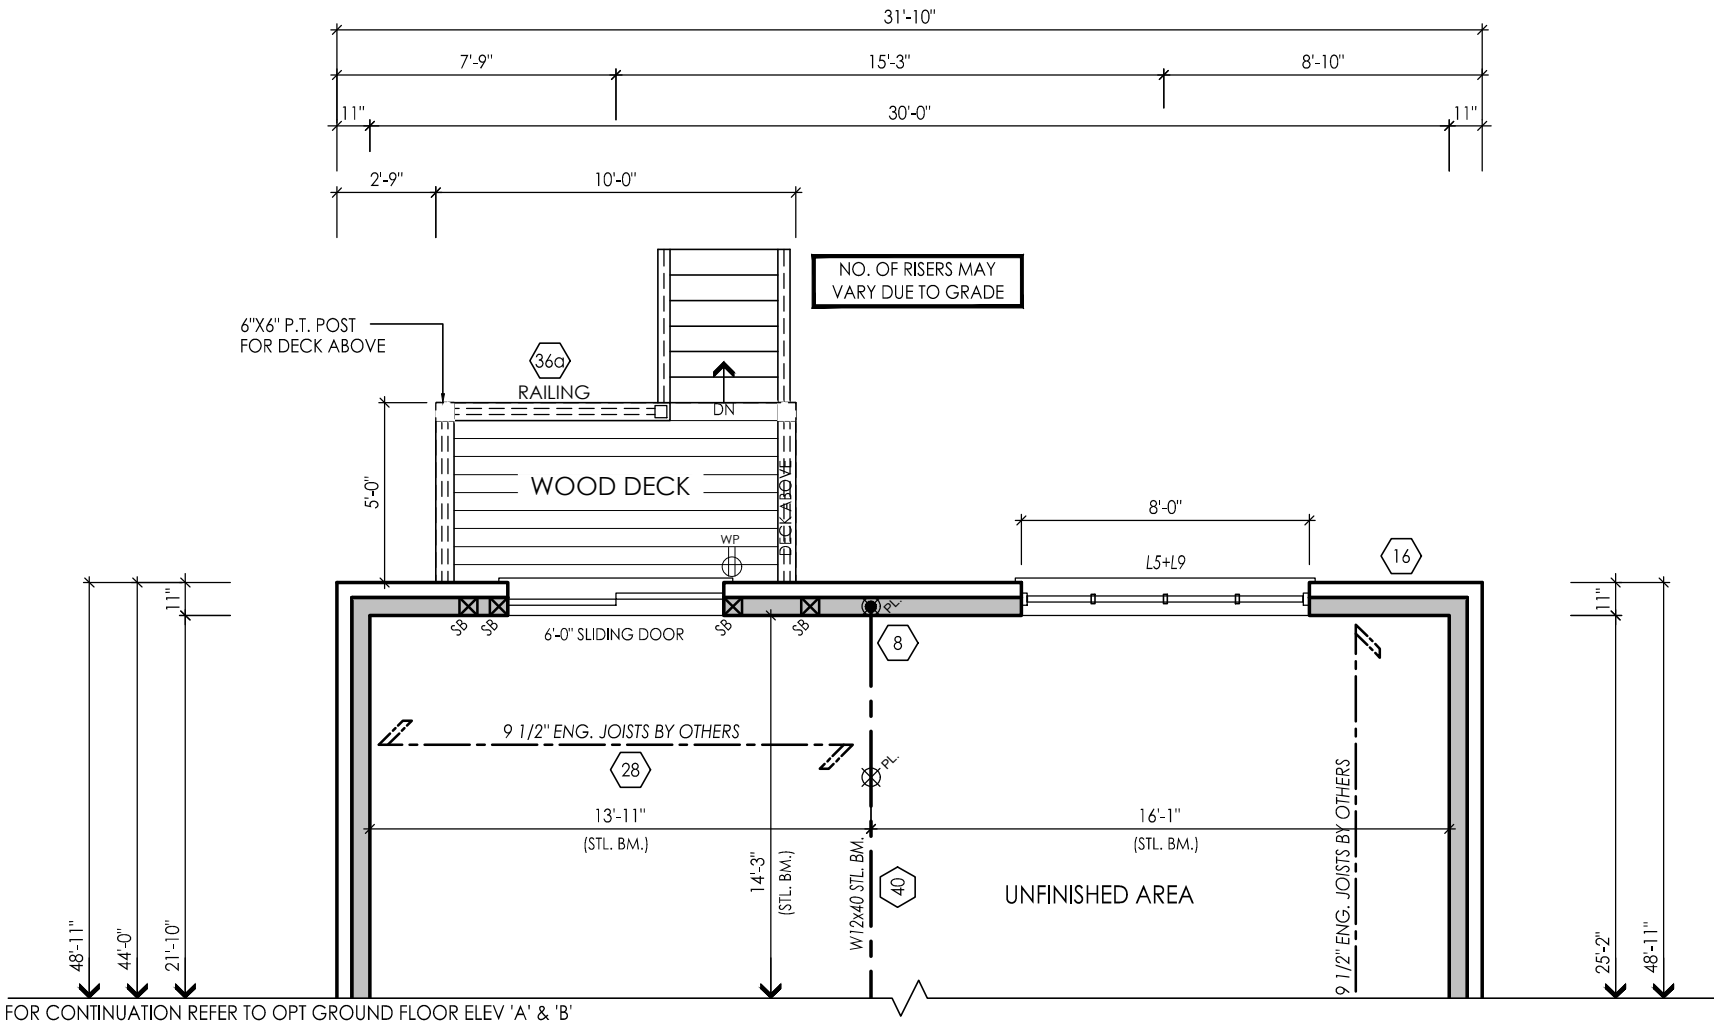 31'-10"
7'-9"
15'-3"
8'-10"
11"
30'-0"
11"
2'-9"
10'-0"
NO. OF RISERS MAY
VARY DUE TO GRADE
6"X6" P.T. POST
FOR DECK ABOVE
36a
RAILING
DN
5'-0"
WOOD DECK
DECK ABOVE
WP
8'-0"
L5+L9
16
11"
11"
SB
SB
6'-0" SLIDING DOOR
SB
SB
PL.
8
9 1/2" ENG. JOISTS BY OTHERS
28
PL.
13'-11"
(STL. BM.)
16'-1"
(STL. BM.)
14'-3"
(STL. BM.)
W12x40 STL. BM.
40
UNFINISHED AREA
9 1/2" ENG. JOISTS BY OTHERS
48'-11"
44'-0"
21'-10"
25'-2"
48'-11"
FOR CONTINUATION REFER TO OPT GROUND FLOOR ELEV 'A' & 'B'